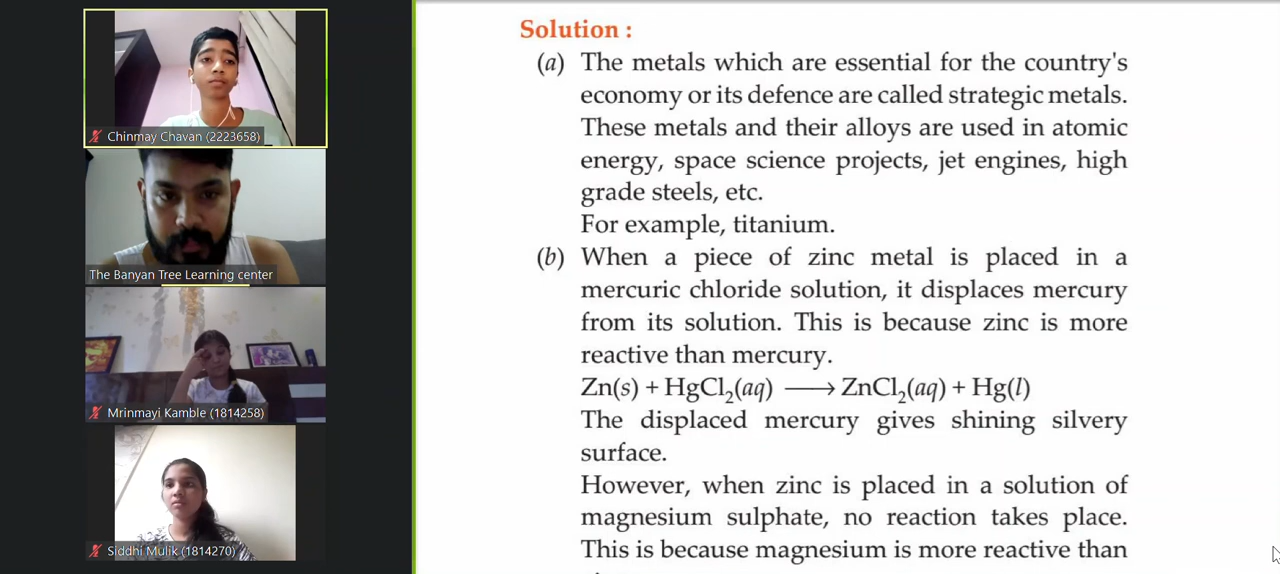 Chinmay Chavan (2223658)
The Banyan Tree Learning center
Mrinmayi Kamble (1814258)
Siddhi Mulik (1814270)
Solution :
(a) The metals which are essential for the country's
economy or its defence are called strategic metals.
These metals and their alloys are used in atomic
energy, space science projects, jet engines, high
grade steels, etc.
For example, titanium.
(b) When a piece of zinc metal is placed in a
mercuric chloride solution, it displaces mercury
from its solution. This is because zinc is more
reactive than mercury.
Zn(s) + HgCl₂(aq) ⟶ ZnCl₂(aq) + Hg(l)
The displaced mercury gives shining silvery
surface.
However, when zinc is placed in a solution of
magnesium sulphate, no reaction takes place.
This is because magnesium is more reactive than